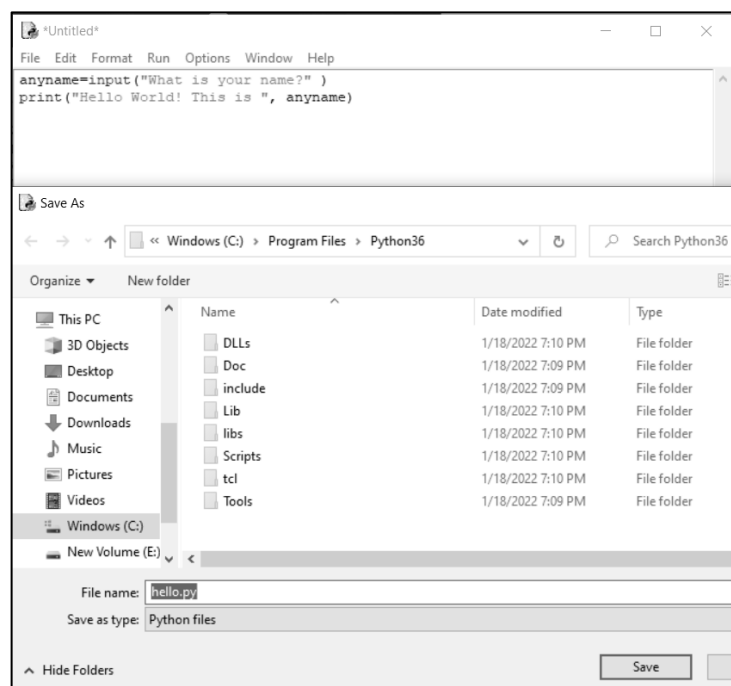 *Untitled*
File Edit Format Run Options Window Help
anyname=input("What is your name?" )
print("Hello World! This is ", anyname)
Save As
« Windows (C:) > Program Files > Python36
Search Python36
Organize
New folder
This PC
3D Objects
Desktop
Documents
Downloads
Music
Pictures
Videos
Windows (C:)
New Volume (E:)
Name Date modified Type
DLLs 1/18/2022 7:10 PM File folder
Doc 1/18/2022 7:09 PM File folder
include 1/18/2022 7:09 PM File folder
Lib 1/18/2022 7:10 PM File folder
libs 1/18/2022 7:10 PM File folder
Scripts 1/18/2022 7:10 PM File folder
tcl 1/18/2022 7:10 PM File folder
Tools 1/18/2022 7:09 PM File folder
File name: hello.py
Save as type: Python files
Hide Folders
Save